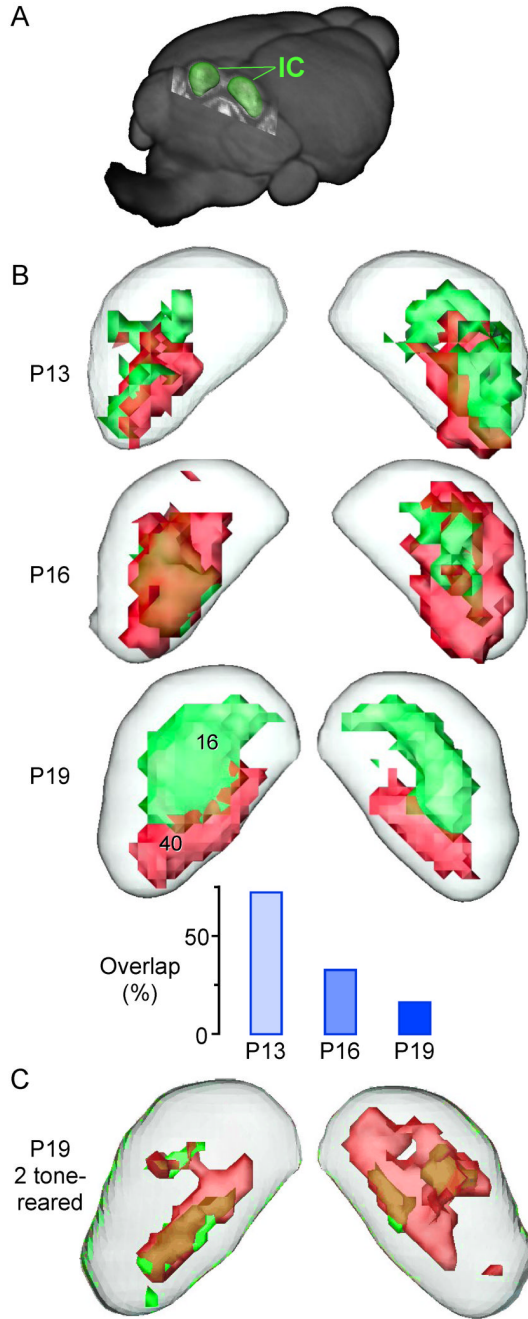 A
IC
B
P13
P16
P19
16
40
Overlap
(%)
50
0
P13 P16 P19
C
P19
2 tone-
reared